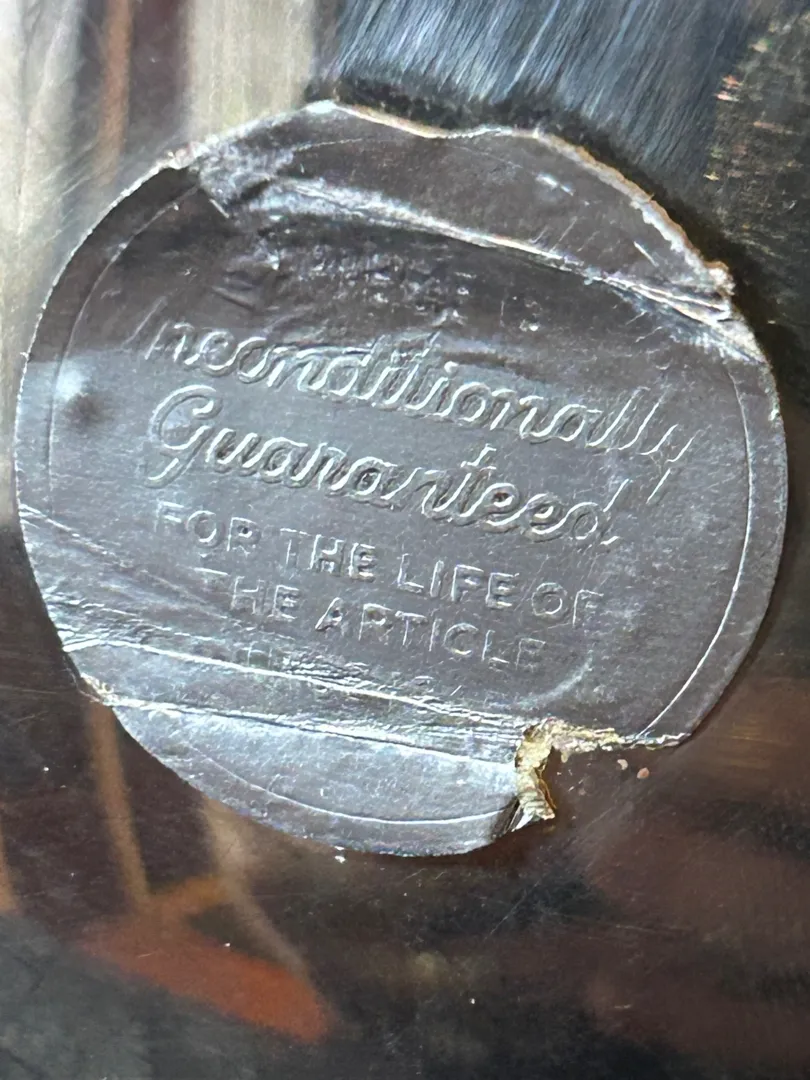 Unconditionally
Guaranteed
FOR THE LIFE OF
THE ARTICLE